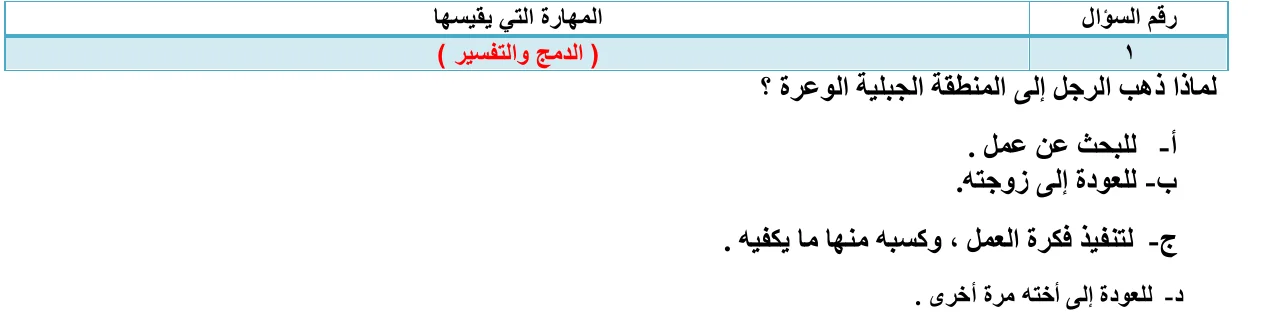 رقم السؤال المهارة التي يقيسها
١ ( الدمج والتفسير )
لماذا ذهب الرجل إلى المنطقة الجبلية الوعرة ؟
أ- للبحث عن عمل .
ب- للعودة إلى زوجته.
ج- لتنفيذ فكرة العمل ، وكسبه منها ما يكفيه .
د- للعودة إلى أخته مرة أخرى .